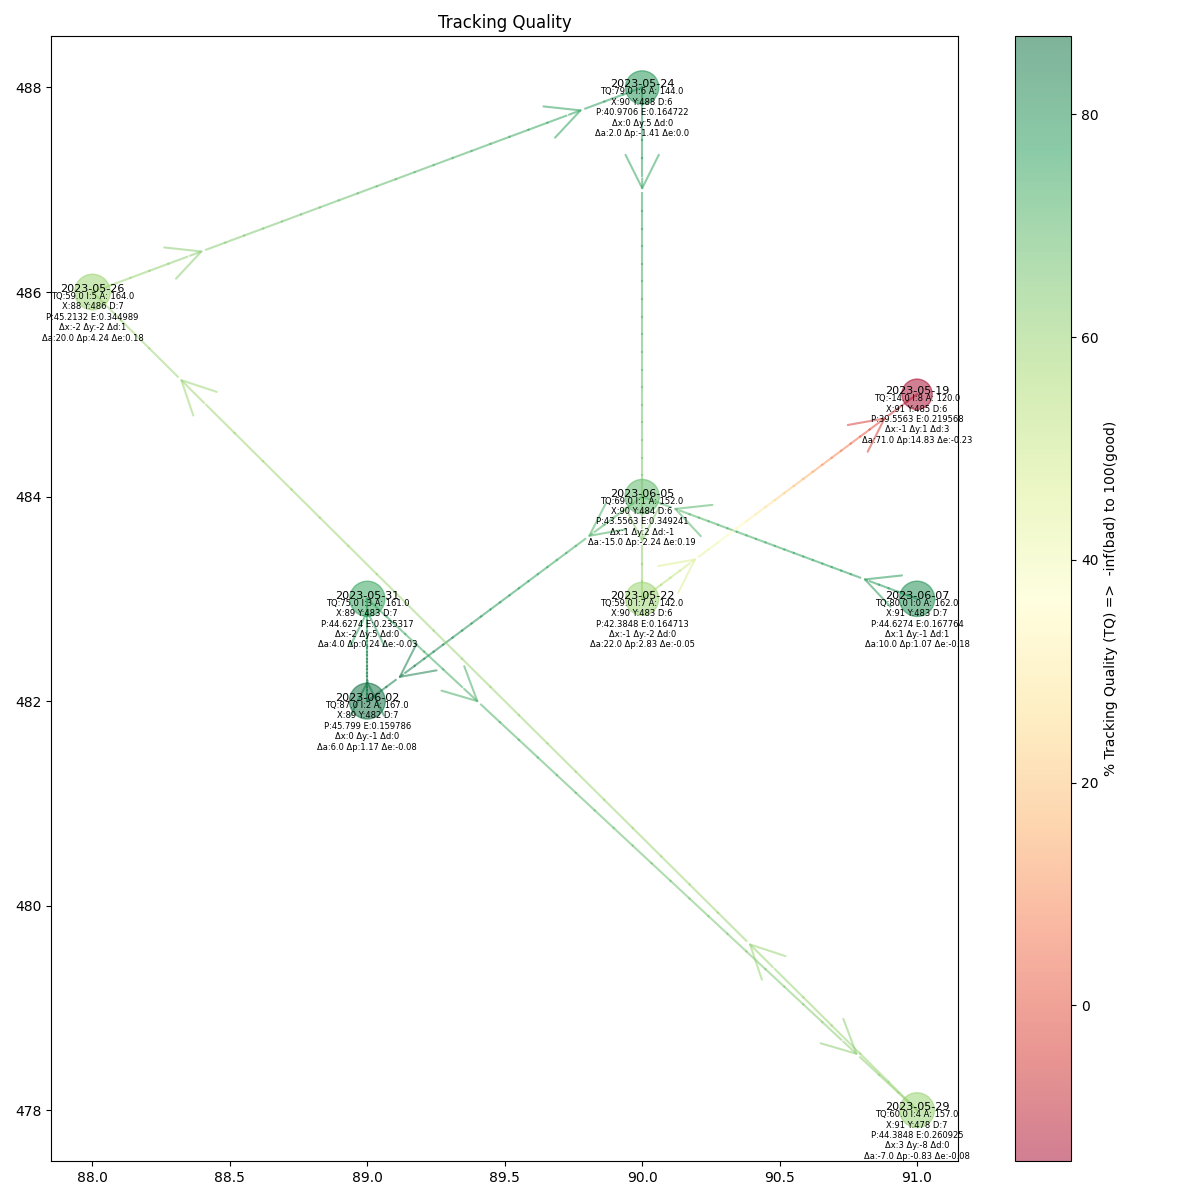 Tracking Quality
488
486
484
482
480
478
88.0
88.5
89.0
89.5
90.0
90.5
91.0
2023-05-24
TQ:79.0 I:6 A: 144.0
X:90 Y:488 D:6
P:40.9706 E:0.164722
Δx:0 Δy:5 Δd:0
Δa:2.0 Δp:-1.41 Δe:0.0
2023-05-26
TQ:59.0 I:5 A: 164.0
X:88 Y:486 D:7
P:45.2132 E:0.344989
Δx:-2 Δy:-2 Δd:1
Δa:20.0 Δp:4.24 Δe:0.18
2023-05-19
TQ:-14.0 I:8 A: 120.0
X:91 Y:485 D:6
P:39.5563 E:0.219568
Δx:-1 Δy:1 Δd:3
Δa:71.0 Δp:14.83 Δe:-0.23
2023-06-05
TQ:69.0 I:1 A: 152.0
X:90 Y:484 D:6
P:43.5563 E:0.349241
Δx:1 Δy:2 Δd:-1
Δa:-15.0 Δp:-2.24 Δe:0.19
2023-05-31
TQ:75.0 I:3 A: 161.0
X:89 Y:483 D:7
P:44.6274 E:0.235317
Δx:-2 Δy:5 Δd:0
Δa:4.0 Δp:0.24 Δe:-0.03
2023-05-22
TQ:59.0 I:7 A: 142.0
X:90 Y:483 D:6
P:42.3848 E:0.164713
Δx:-1 Δy:-2 Δd:0
Δa:22.0 Δp:2.83 Δe:-0.05
2023-06-07
TQ:80.0 I:0 A: 162.0
X:91 Y:483 D:7
P:44.6274 E:0.167764
Δx:1 Δy:-1 Δd:1
Δa:10.0 Δp:1.07 Δe:-0.18
2023-06-02
TQ:87.0 I:2 A: 167.0
X:89 Y:482 D:7
P:45.799 E:0.159786
Δx:0 Δy:-1 Δd:0
Δa:6.0 Δp:1.17 Δe:-0.08
2023-05-29
TQ:60.0 I:4 A: 157.0
X:91 Y:478 D:7
P:44.3848 E:0.260925
Δx:3 Δy:-8 Δd:0
Δa:-7.0 Δp:-0.83 Δe:-0.08
80
60
40
20
0
% Tracking Quality (TQ) => -inf(bad) to 100(good)